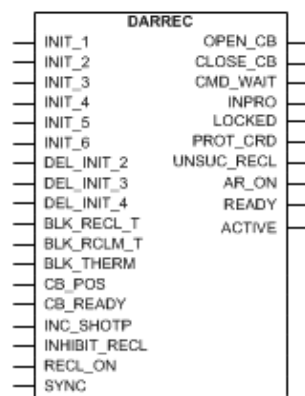 DARREC
INIT_1
INIT_2
INIT_3
INIT_4
INIT_5
INIT_6
DEL_INIT_2
DEL_INIT_3
DEL_INIT_4
BLK_RECL_T
BLK_RCLM_T
BLK_THERM
CB_POS
CB_READY
INC_SHOTP
INHIBIT_RECL
RECL_ON
SYNC
OPEN_CB
CLOSE_CB
CMD_WAIT
INPRO
LOCKED
PROT_CRD
UNSUC_RECL
AR_ON
READY
ACTIVE